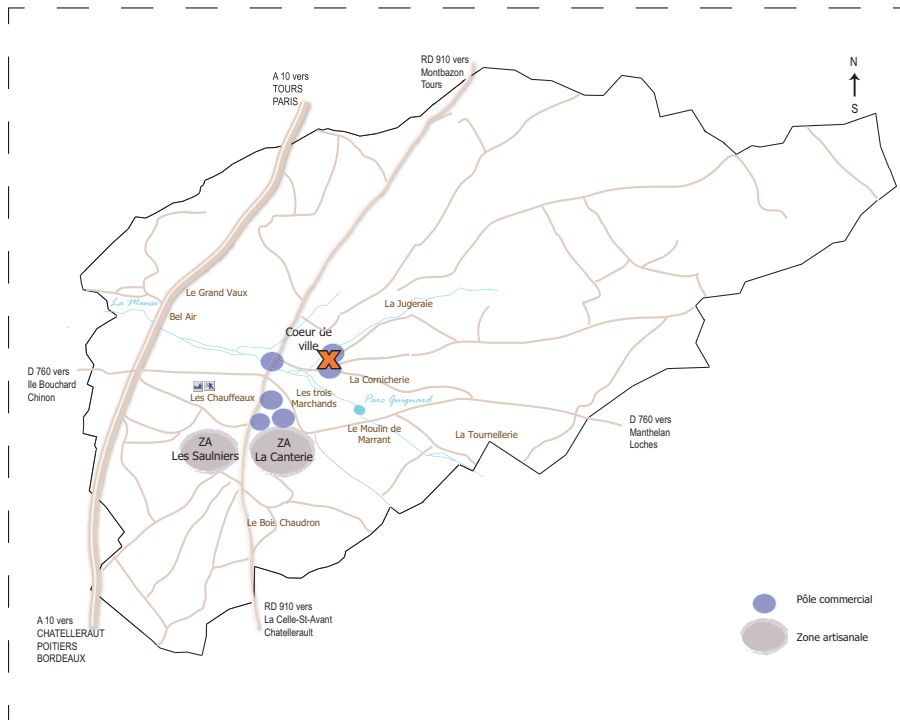 RD 910 vers
Montbazon
Tours
A 10 vers
TOURS
PARIS
N
S
Le Grand Vaux
La Manse
Bel Air
La Jugeraie
Coeur de
ville
X
D 760 vers
Ile Bouchard
Chinon
La Cornicherie
Les Chauffeaux
Les trois
Marchands
Parc Guignard
Le Moulin de
Marrant
La Tournellerie
D 760 vers
Manthelan
Loches
ZA
Les Saulniers
ZA
La Canterie
Le Bois Chaudron
RD 910 vers
La Celle-St-Avant
Chatellerault
A 10 vers
CHATELLERAUT
POITIERS
BORDEAUX
Pôle commercial
Zone artisanale